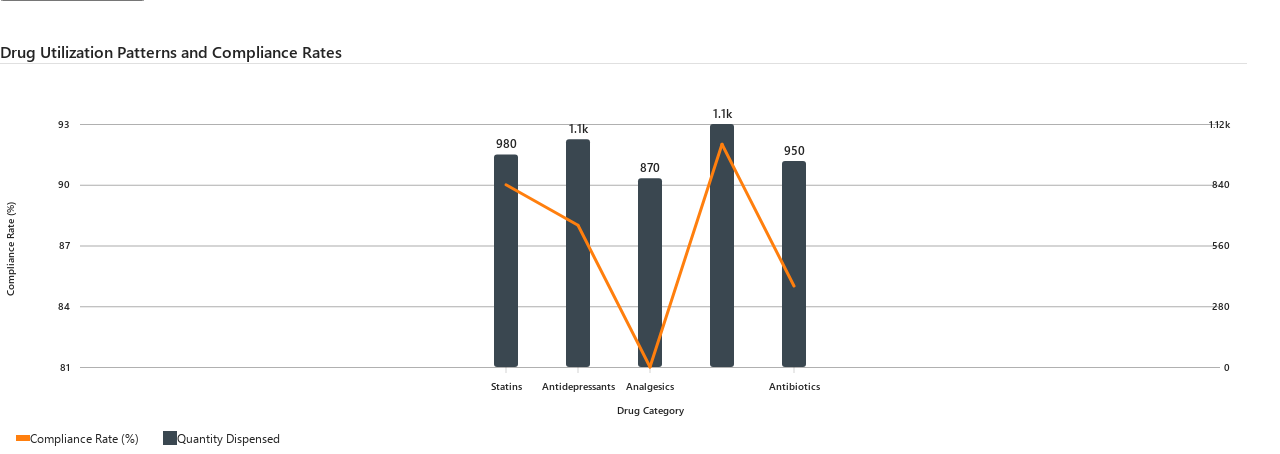 Drug Utilization Patterns and Compliance Rates
1.1k
93
1.12k
1.1k
980
950
870
90
840
Compliance Rate (%)
87
560
84
280
81
0
Statins
Antidepressants
Analgesics
Antibiotics
Drug Category
Compliance Rate (%)
Quantity Dispensed